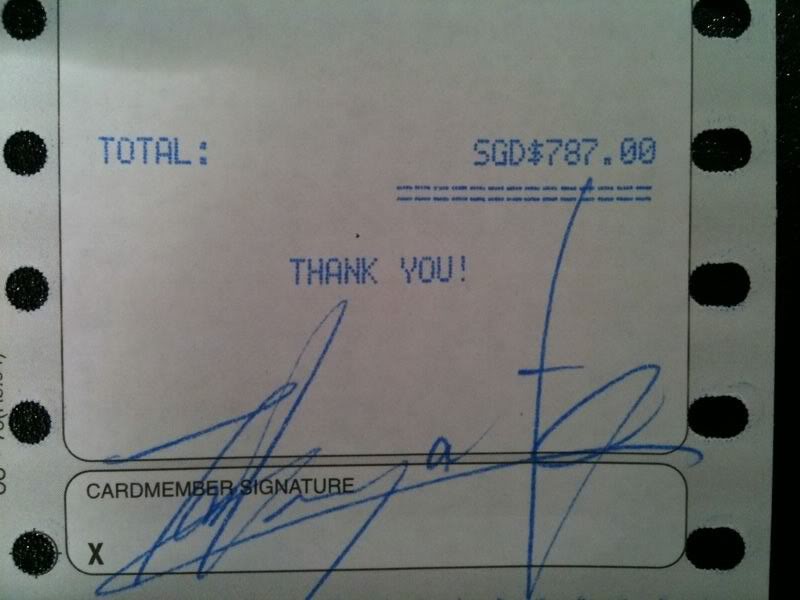 TOTAL: SGD$787.00
THANK YOU!
CARDMEMBER SIGNATURE
X